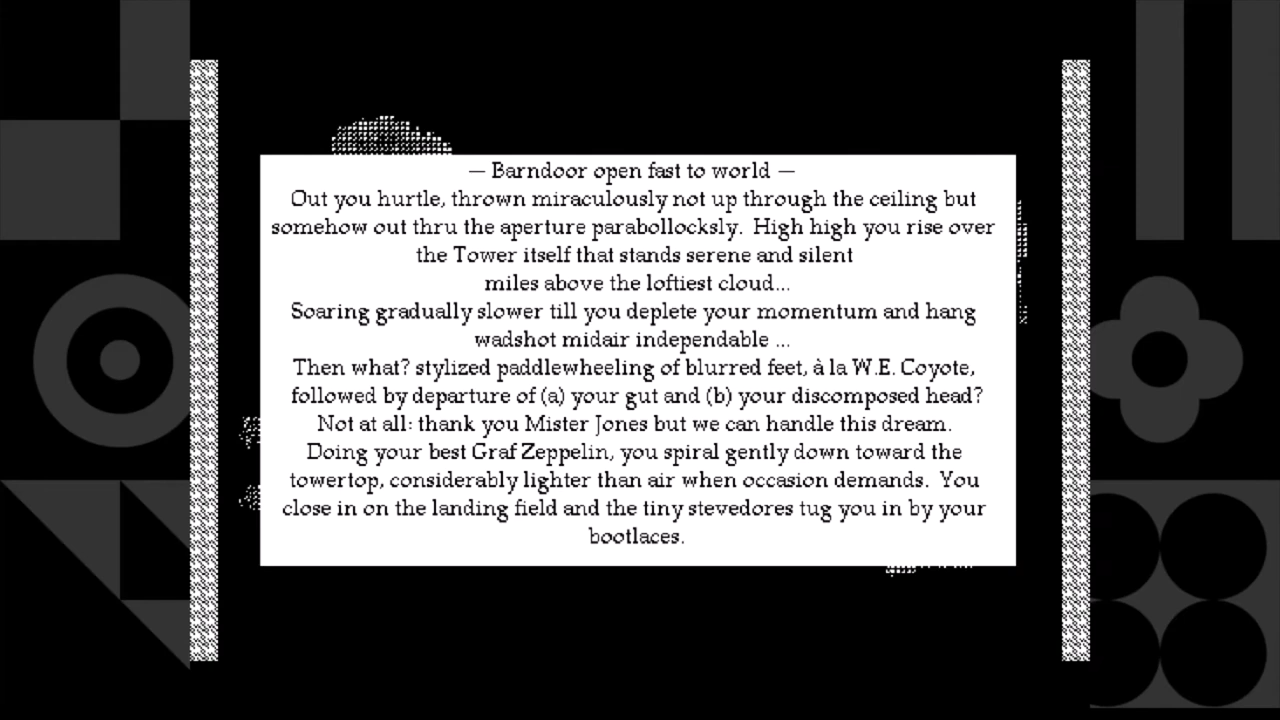 — Barndoor open fast to world —
Out you hurtle, thrown miraculously not up through the ceiling but
somehow out thru the aperture parabollocksly.  High high you rise over
the Tower itself that stands serene and silent
miles above the loftiest cloud...
Soaring gradually slower till you deplete your momentum and hang
wadshot midair independable ...
Then what? stylized paddlewheeling of blurred feet, à la W.E. Coyote,
followed by departure of (a) your gut and (b) your discomposed head?
Not at all: thank you Mister Jones but we can handle this dream.
Doing your best Graf Zeppelin, you spiral gently down toward the
towertop, considerably lighter than air when occasion demands.  You
close in on the landing field and the tiny stevedores tug you in by your
bootlaces.